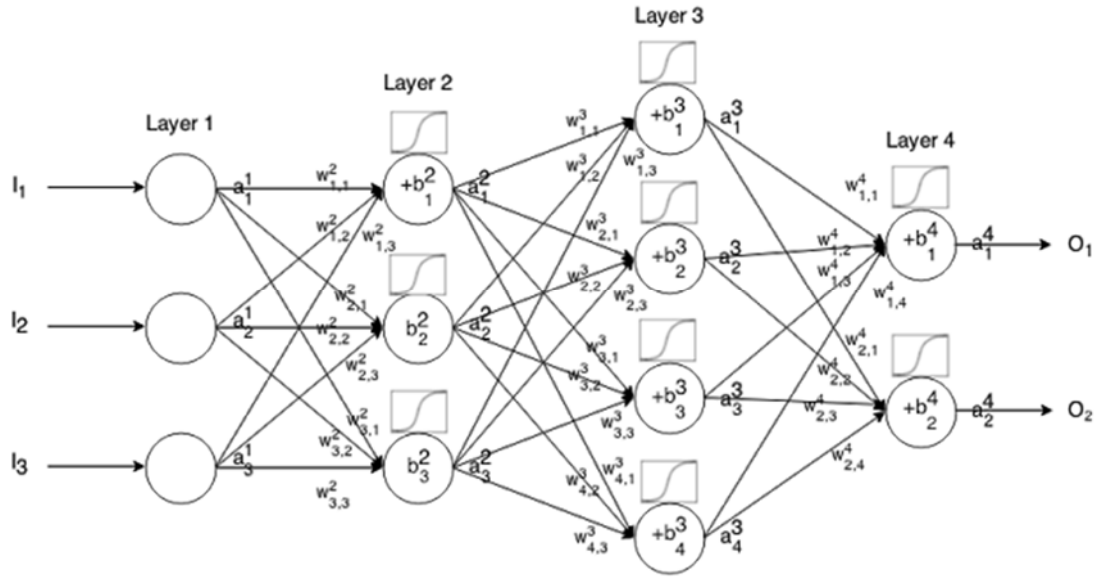 Layer 1
Layer 2
Layer 3
Layer 4
I₁
I₂
I₃
a¹₁
a¹₂
a¹₃
w²₁,₁
w²₁,₂
w²₁,₃
w²₂,₁
w²₂,₂
w²₂,₃
w²₃,₁
w²₃,₂
w²₃,₃
+b²₁
b²₂
b²₃
a²₁
a²₂
a²₃
w³₁,₁
w³₁,₂
w³₁,₃
w³₂,₁
w³₂,₂
w³₂,₃
w³₃,₁
w³₃,₂
w³₃,₃
w³₄,₁
w³₄,₂
w³₄,₃
+b³₁
+b³₂
+b³₃
+b³₄
a³₁
a³₂
a³₃
a³₄
w⁴₁,₁
w⁴₁,₂
w⁴₁,₃
w⁴₁,₄
w⁴₂,₁
w⁴₂,₂
w⁴₂,₃
w⁴₂,₄
+b⁴₁
+b⁴₂
a⁴₁
a⁴₂
O₁
O₂